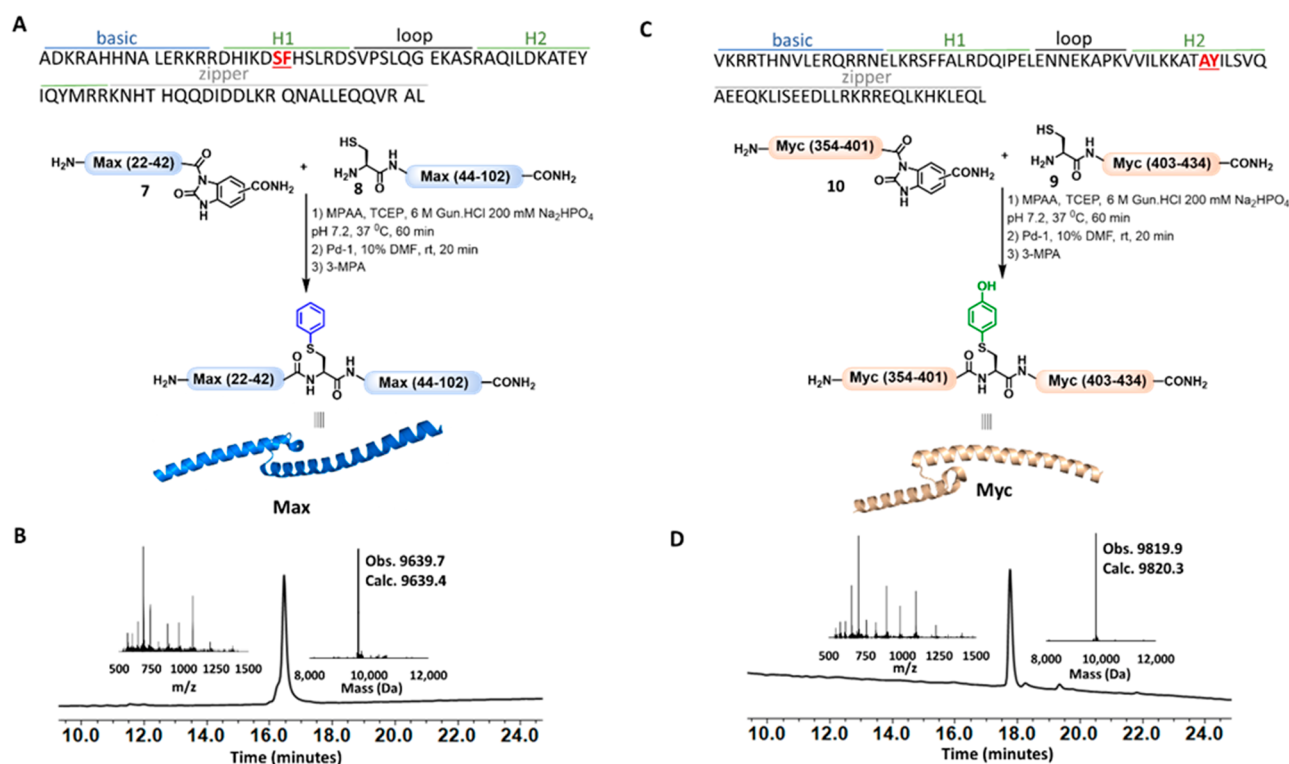 A
basic H1 loop H2
ADKRAHHNA LERKRRDHIKDSFHSLRDSVPSLQG EKASRAQILDKATEY
zipper
IQYMRRKNHT HQQDIDDLKR QNALLEQQVR AL
H₂N- Max (22-42) O N O N H CONH₂
7
+
HS H₂N O H N Max (44-102) CONH₂
8
1) MPAA, TCEP, 6 M Gun.HCl 200 mM Na₂HPO₄
pH 7.2, 37 ⁰C, 60 min
2) Pd-1, 10% DMF, rt, 20 min
3) 3-MPA
S
H₂N- Max (22-42) O N H O H N Max (44-102) CONH₂
Max
B
Obs. 9639.7
Calc. 9639.4
500 750 1000 1250 1500
m/z
8,000 10,000 12,000
Mass (Da)
10.0 12.0 14.0 16.0 18.0 20.0 22.0 24.0
Time (minutes)
C
basic H1 loop H2
VKRRTHNVLERQRRNELKRSFFALRDQIPELENNEKAPKVVILKKATAYILSVQ
zipper
AEEQKLISEEDLLRKRREQLKHKLEQL
H₂N- Myc (354-401) O N O N H CONH₂
10
+
HS H₂N O H N Myc (403-434) CONH₂
9
1) MPAA, TCEP, 6 M Gun.HCl 200 mM Na₂HPO₄
pH 7.2, 37 ⁰C, 60 min
2) Pd-1, 10% DMF, rt, 20 min
3) 3-MPA
OH
S
H₂N- Myc (354-401) O N H O H N Myc (403-434) CONH₂
Myc
D
Obs. 9819.9
Calc. 9820.3
500 750 1000 1250 1500
m/z
8,000 10,000 12,000
Mass (Da)
10.0 12.0 14.0 16.0 18.0 20.0 22.0 24.0
Time (minutes)